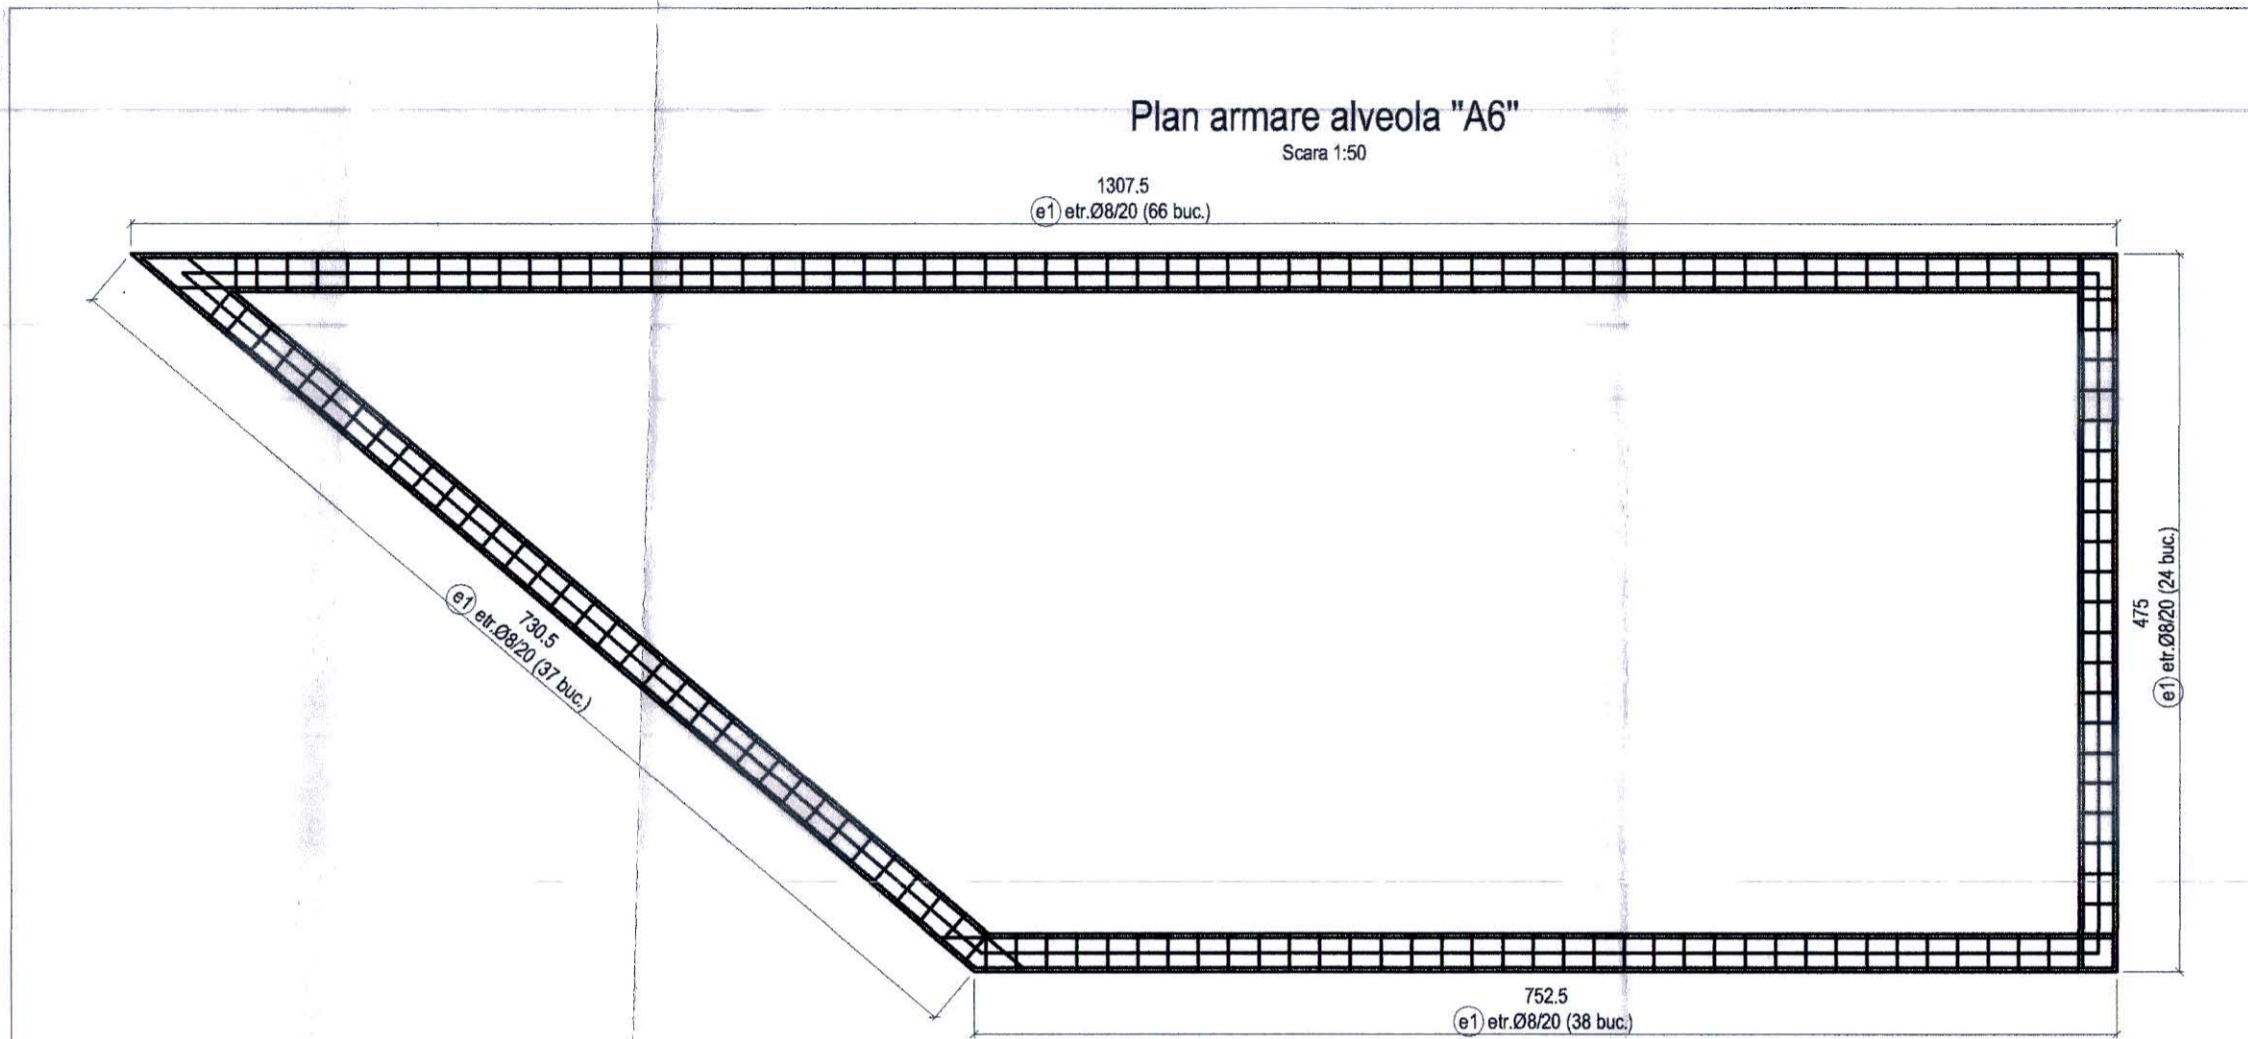 Plan armare alveola "A6"
Scara 1:50
1307.5
e1 etr.Ø8/20 (66 buc.)
730.5
e1 etr.Ø8/20 (37 buc.)
475
e1 etr.Ø8/20 (24 buc.)
752.5
e1 etr.Ø8/20 (38 buc.)